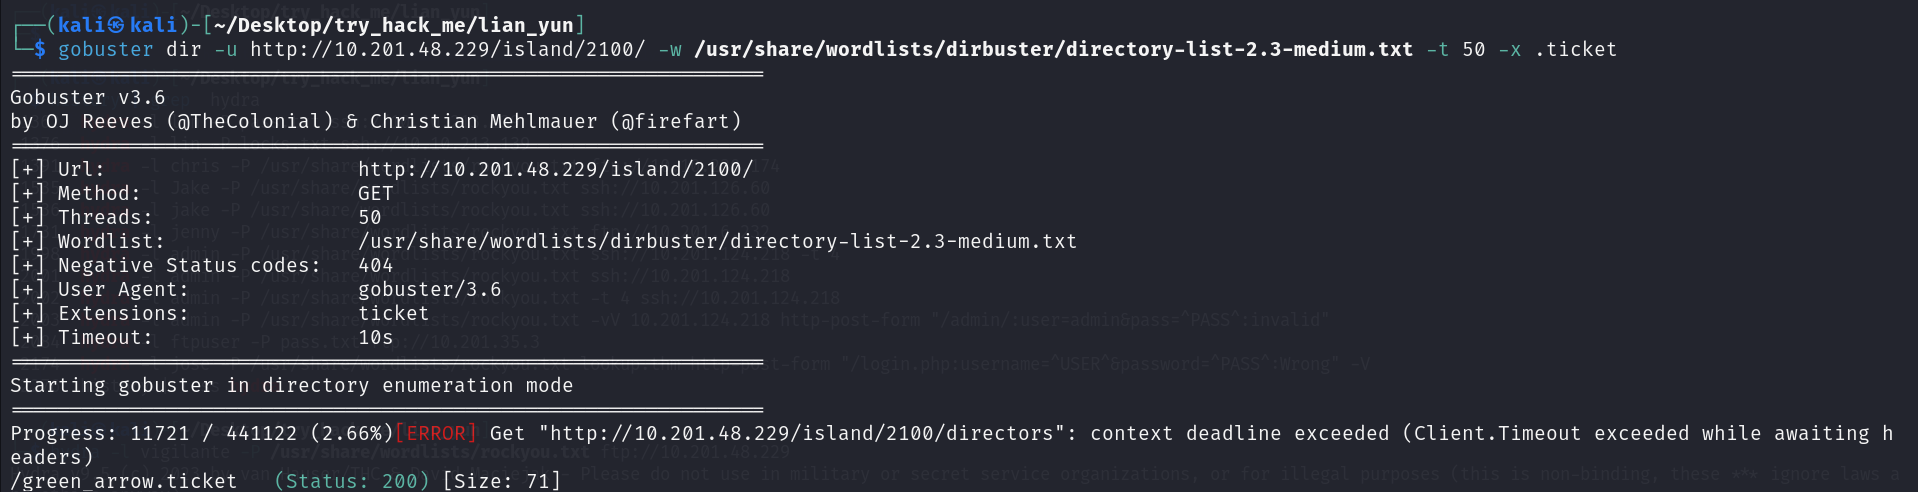 ┌──(kali㉿kali)-[~/Desktop/try_hack_me/lian_yun]
└─$ gobuster dir -u http://10.201.48.229/island/2100/ -w /usr/share/wordlists/dirbuster/directory-list-2.3-medium.txt -t 50 -x .ticket
===============================================================
Gobuster v3.6
by OJ Reeves (@TheColonial) & Christian Mehlmauer (@firefart)
===============================================================
[+] Url:                     http://10.201.48.229/island/2100/
[+] Method:                  GET
[+] Threads:                 50
[+] Wordlist:                /usr/share/wordlists/dirbuster/directory-list-2.3-medium.txt
[+] Negative Status codes:   404
[+] User Agent:              gobuster/3.6
[+] Extensions:              ticket
[+] Timeout:                 10s
===============================================================
Starting gobuster in directory enumeration mode
===============================================================
Progress: 11721 / 441122 (2.66%)[ERROR] Get "http://10.201.48.229/island/2100/directors": context deadline exceeded (Client.Timeout exceeded while awaiting h
eaders)
/green_arrow.ticket   (Status: 200) [Size: 71]